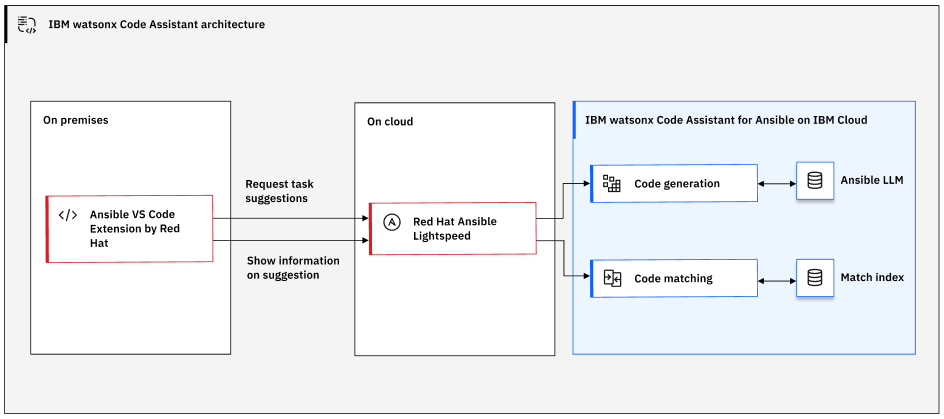 IBM watsonx Code Assistant architecture
On premises
On cloud
IBM watsonx Code Assistant for Ansible on IBM Cloud
Request task
suggestions
Code generation
Ansible LLM
</>
Ansible VS Code
Extension by Red
Hat
A
Red Hat Ansible
Lightspeed
Show information
on suggestion
Code matching
Match index